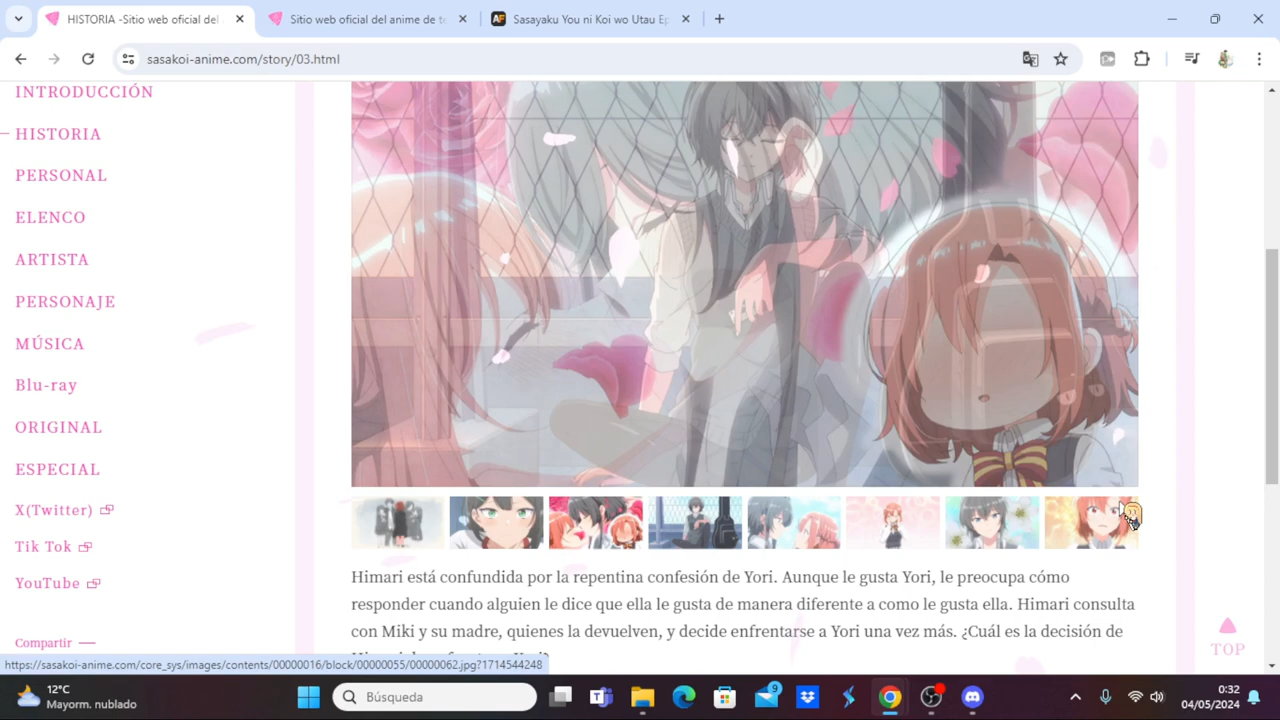 HISTORIA -Sitio web oficial del
Sitio web oficial del anime de te
AF
Sasayaku You ni Koi wo Utau Ep
sasakoi-anime.com/story/03.html
INTRODUCCIÓN
HISTORIA
PERSONAL
ELENCO
ARTISTA
PERSONAJE
MÚSICA
Blu-ray
ORIGINAL
ESPECIAL
X(Twitter)
Tik Tok
YouTube
Compartir
Himari está confundida por la repentina confesión de Yori. Aunque le gusta Yori, le preocupa cómo
responder cuando alguien le dice que ella le gusta de manera diferente a como le gusta ella. Himari consulta
con Miki y su madre, quienes la devuelven, y decide enfrentarse a Yori una vez más. ¿Cuál es la decisión de
TOP
https://sasakoi-anime.com/core_sys/images/contents/00000016/block/00000055/00000062.jpg?1714544248
12°C
Mayorm. nublado
Búsqueda
9
0:32
04/05/2024